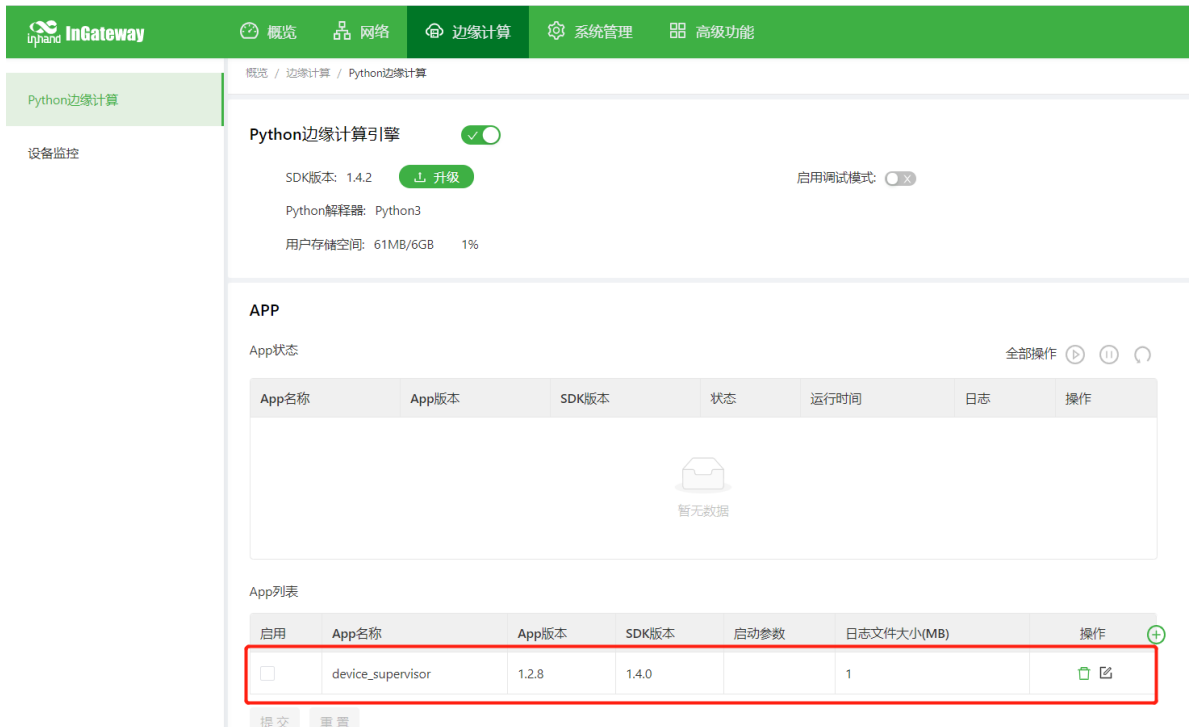 inhand InGateway 概览 网络 边缘计算 系统管理 高级功能
概览 / 边缘计算 / Python边缘计算
Python边缘计算
设备监控
Python边缘计算引擎
SDK版本: 1.4.2 升级 启用调试模式:
Python解释器: Python3
用户存储空间: 61MB/6GB 1%
APP
App状态 全部操作
App名称 App版本 SDK版本 状态 运行时间 日志 操作
暂无数据
App列表
启用 App名称 App版本 SDK版本 启动参数 日志文件大小(MB) 操作
device_supervisor 1.2.8 1.4.0 1
提交 重置